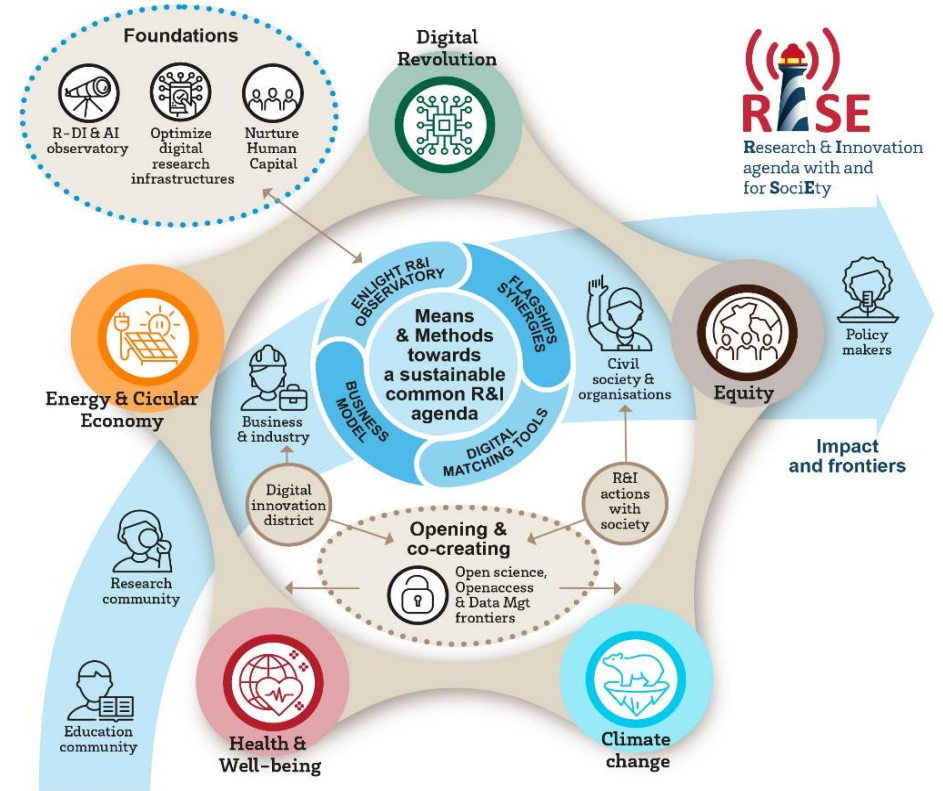 Foundations
R-DI & AI
observatory
Optimize
digital
research
infrastructures
Nurture
Human
Capital
Digital
Revolution
RISE
Research & Innovation
agenda with and
for SociEty
ENLIGHT R&I
OBSERVATORY
FLAGSHIPS
SYNERGIES
DIGITAL
MATCHING TOOLS
BUSINESS
MODEL
Means
& Methods
towards
a sustainable
common R&I
agenda
Energy & Cicular
Economy
Business
& industry
Civil
society &
organisations
Equity
Policy
makers
Impact
and frontiers
Digital
innovation
district
R&I
actions
with
society
Opening &
co-creating
Open science,
Openaccess
& Data Mgt
frontiers
Research
community
Education
community
Health &
Well-being
Climate
change